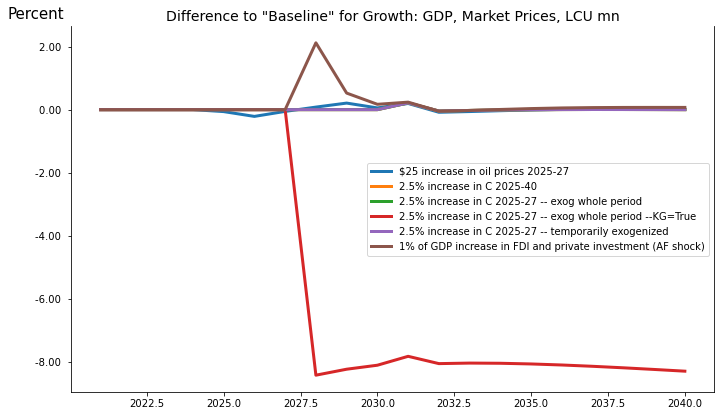 Percent
Difference to "Baseline" for Growth: GDP, Market Prices, LCU mn
2.00
0.00
-2.00
-4.00
-6.00
-8.00
$25 increase in oil prices 2025-27
2.5% increase in C 2025-40
2.5% increase in C 2025-27 -- exog whole period
2.5% increase in C 2025-27 -- exog whole period --KG=True
2.5% increase in C 2025-27 -- temporarily exogenized
1% of GDP increase in FDI and private investment (AF shock)
2022.5 2025.0 2027.5 2030.0 2032.5 2035.0 2037.5 2040.0